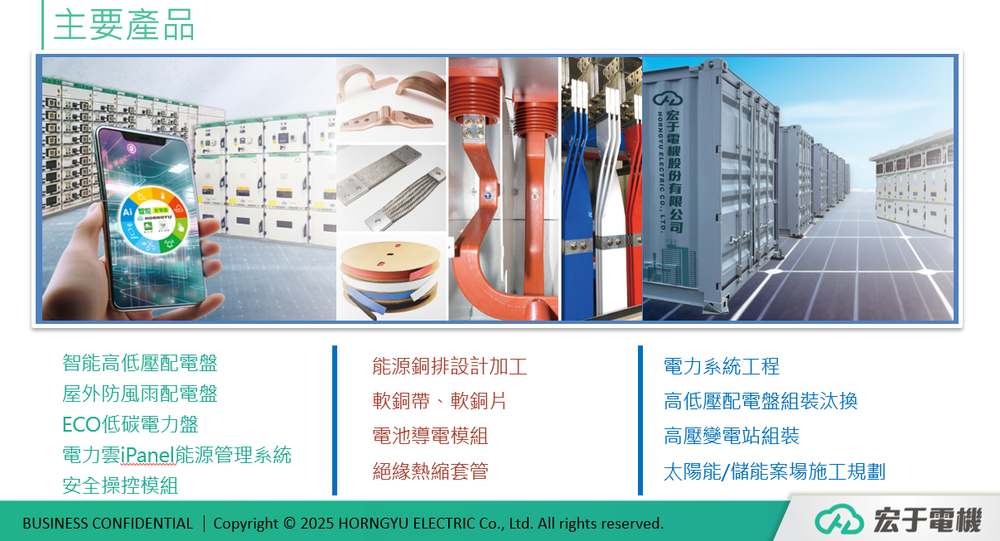 主要產品
Ai
智能
配電盤
HORNGYU
T
S
宏于電機股份有限公司
HORNGYU ELECTRIC CO., LTD.
智能高低壓配電盤
屋外防風雨配電盤
ECO低碳電力盤
電力雲iPanel能源管理系統
安全操控模組
能源銅排設計加工
軟銅帶、軟銅片
電池導電模組
絕緣熱縮套管
電力系統工程
高低壓配電盤組裝汰換
高壓變電站組裝
太陽能/儲能案場施工規劃
BUSINESS CONFIDENTIAL │ Copyright © 2025 HORNGYU ELECTRIC Co., Ltd. All rights reserved.
宏于電機